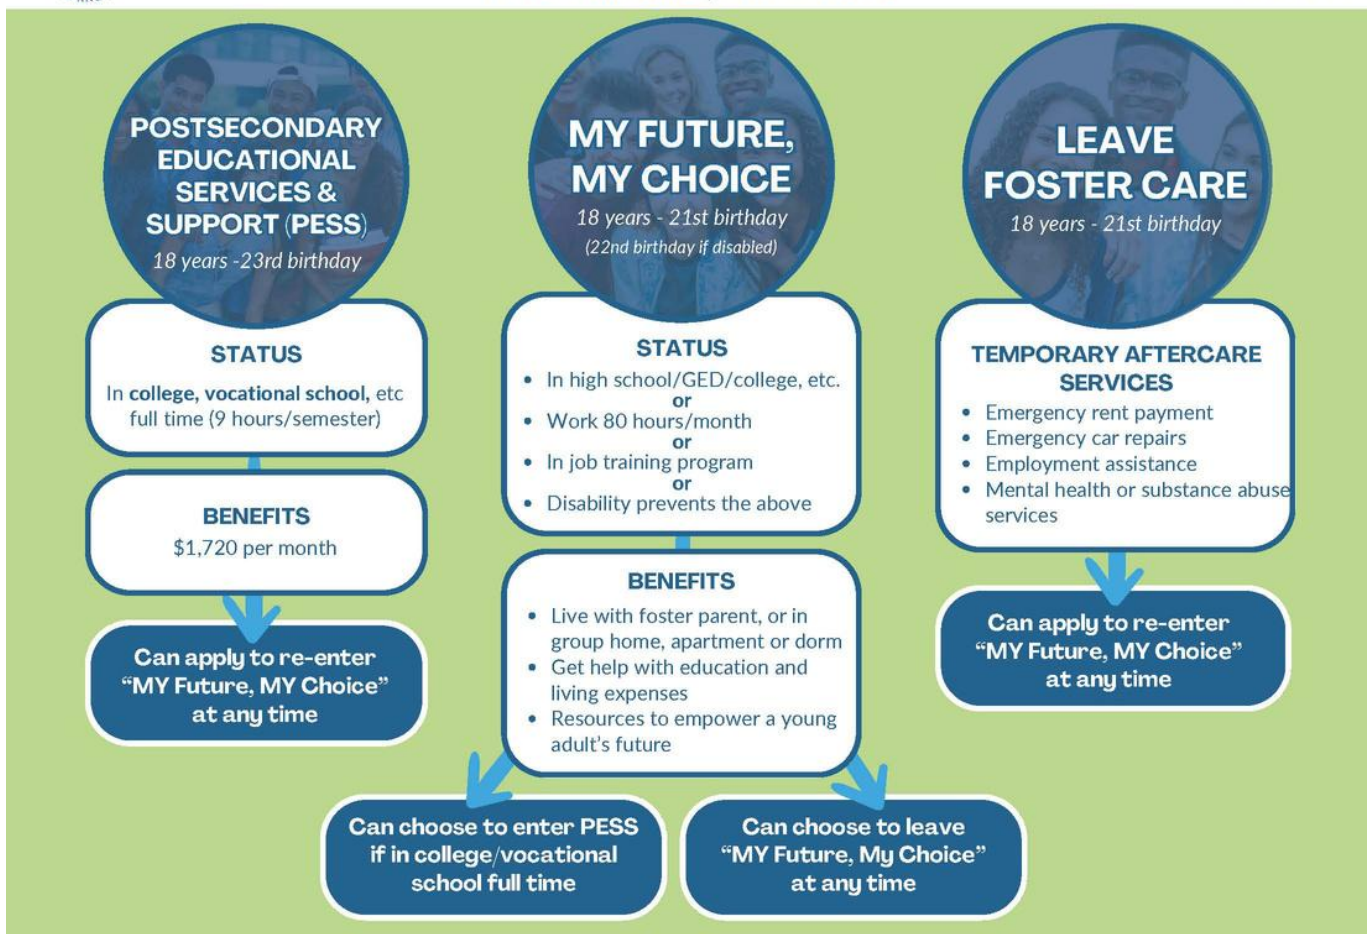 POSTSECONDARY
EDUCATIONAL
SERVICES &
SUPPORT (PESS)
18 years -23rd birthday
STATUS
In college, vocational school, etc
full time (9 hours/semester)
BENEFITS
$1,720 per month
Can apply to re-enter
“MY Future, MY Choice”
at any time
MY FUTURE,
MY CHOICE
18 years - 21st birthday
(22nd birthday if disabled)
STATUS
• In high school/GED/college, etc.
or
• Work 80 hours/month
or
• In job training program
or
• Disability prevents the above
BENEFITS
• Live with foster parent, or in
group home, apartment or dorm
• Get help with education and
living expenses
• Resources to empower a young
adult’s future
Can choose to enter PESS
if in college/vocational
school full time
Can choose to leave
“MY Future, My Choice”
at any time
LEAVE
FOSTER CARE
18 years - 21st birthday
TEMPORARY AFTERCARE
SERVICES
• Emergency rent payment
• Emergency car repairs
• Employment assistance
• Mental health or substance abuse
services
Can apply to re-enter
“MY Future, MY Choice”
at any time